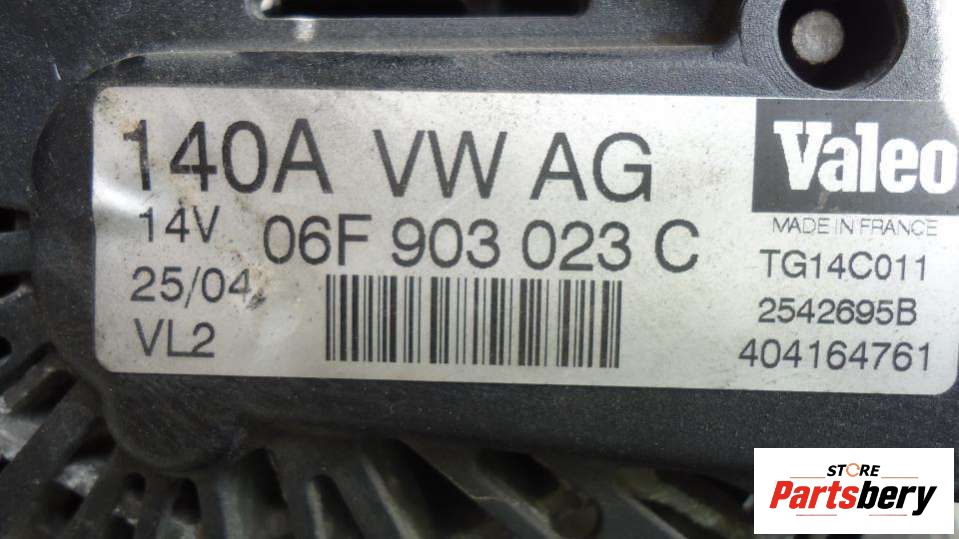 140A VW AG
14V 06F 903 023 C
25/04
VL2
Valeo
MADE IN FRANCE
TG14C011
2542695B
404164761
STORE
Partsbery